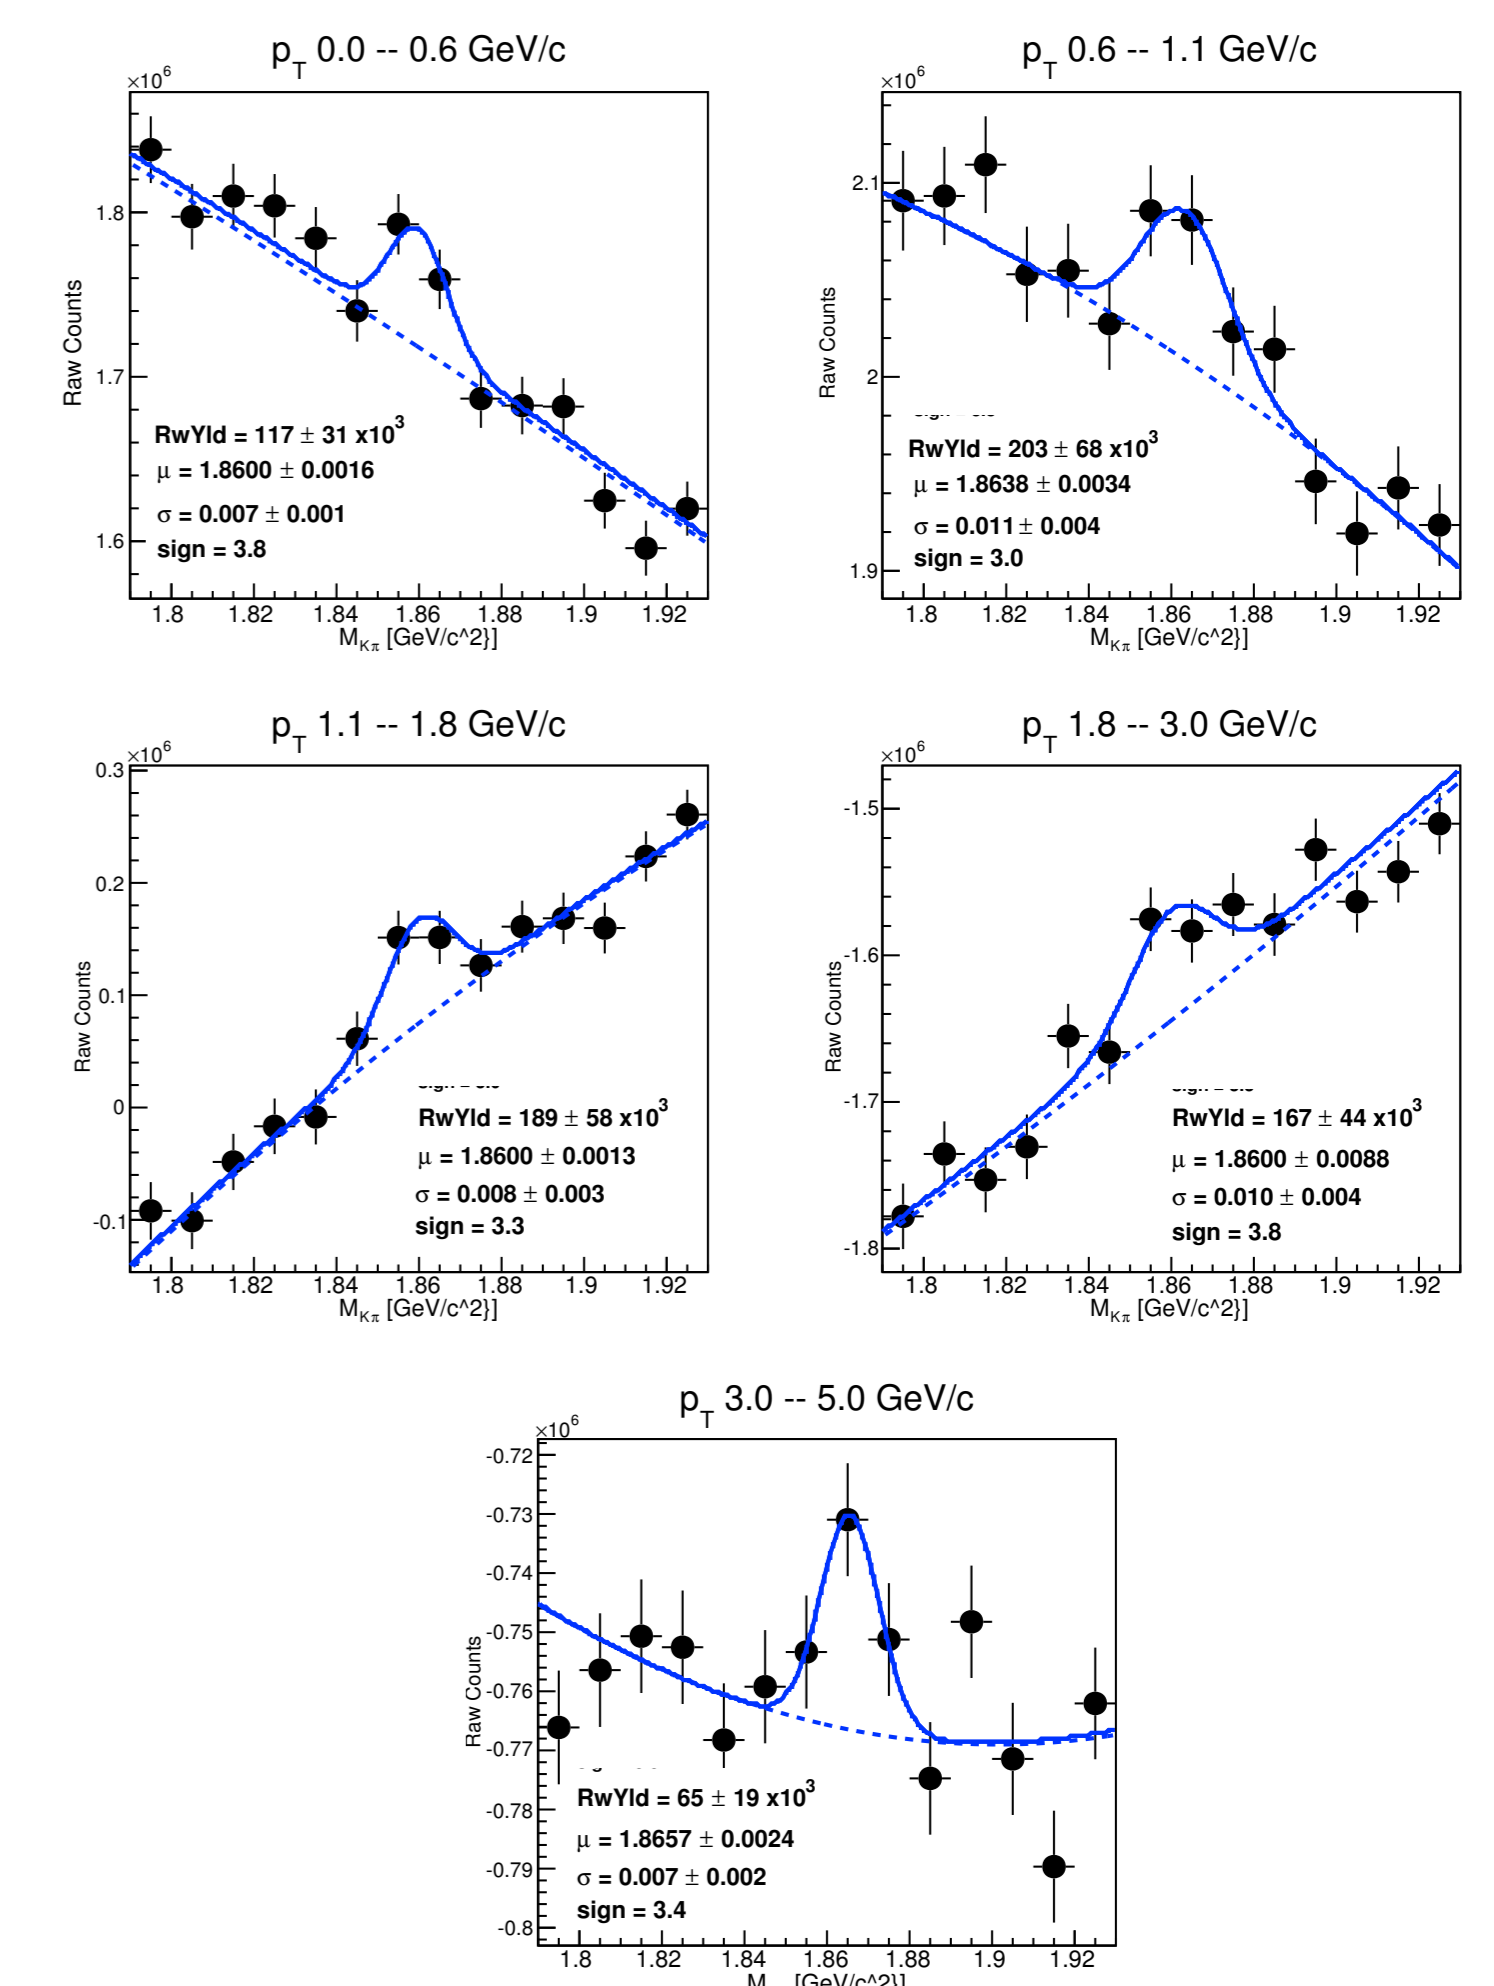 p_T 0.0 -- 0.6 GeV/c
×10^6
1.8
1.7
1.6
Raw Counts
RwYld = 117 ± 31 x10^3
μ = 1.8600 ± 0.0016
σ = 0.007 ± 0.001
sign = 3.8
1.8 1.82 1.84 1.86 1.88 1.9 1.92
M_Kπ [GeV/c^2}]
p_T 0.6 -- 1.1 GeV/c
×10^6
2.1
2
1.9
Raw Counts
RwYld = 203 ± 68 x10^3
μ = 1.8638 ± 0.0034
σ = 0.011 ± 0.004
sign = 3.0
1.8 1.82 1.84 1.86 1.88 1.9 1.92
M_Kπ [GeV/c^2}]
p_T 1.1 -- 1.8 GeV/c
×10^6
0.3
0.2
0.1
0
-0.1
Raw Counts
RwYld = 189 ± 58 x10^3
μ = 1.8600 ± 0.0013
σ = 0.008 ± 0.003
sign = 3.3
1.8 1.82 1.84 1.86 1.88 1.9 1.92
M_Kπ [GeV/c^2}]
p_T 1.8 -- 3.0 GeV/c
×10^6
-1.5
-1.6
-1.7
-1.8
Raw Counts
RwYld = 167 ± 44 x10^3
μ = 1.8600 ± 0.0088
σ = 0.010 ± 0.004
sign = 3.8
1.8 1.82 1.84 1.86 1.88 1.9 1.92
M_Kπ [GeV/c^2}]
p_T 3.0 -- 5.0 GeV/c
×10^6
-0.72
-0.73
-0.74
-0.75
-0.76
-0.77
-0.78
-0.79
-0.8
Raw Counts
RwYld = 65 ± 19 x10^3
μ = 1.8657 ± 0.0024
σ = 0.007 ± 0.002
sign = 3.4
1.8 1.82 1.84 1.86 1.88 1.9 1.92
M [GeV/c^2}]